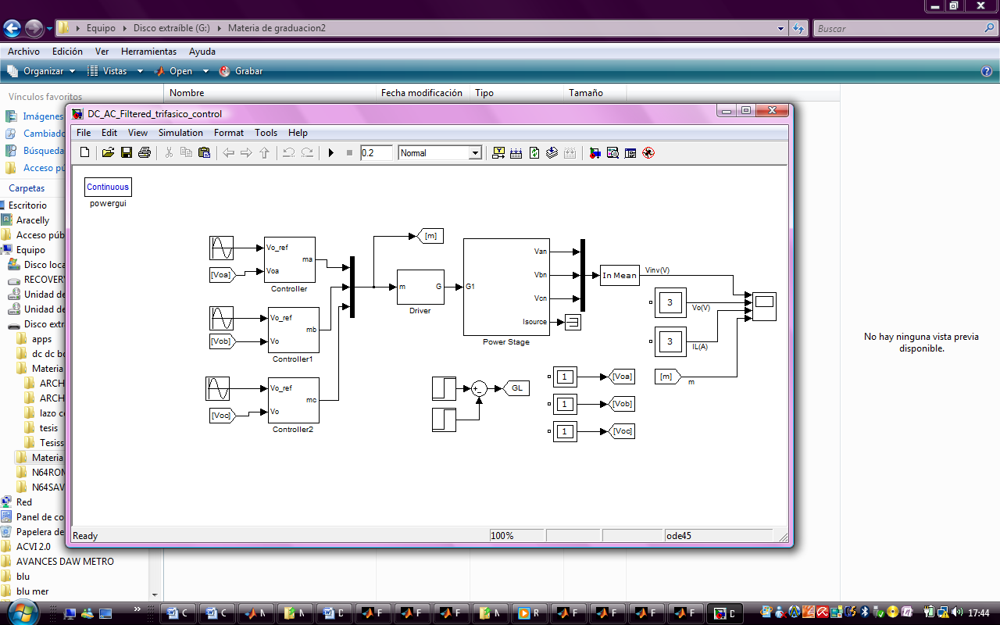 Equipo
Disco extraíble (G:)
Materia de graduacion2
Buscar
Archivo Edición Ver Herramientas Ayuda
Organizar Vistas Open Grabar
Vínculos favoritos
Nombre Fecha modificación Tipo Tamaño
Imágenes
Cambiado
Búsqueda
Acceso pú
Carpetas
Escritorio
Aracelly
Acceso púb
Equipo
Disco loca
RECOVERY
Unidad de
Unidad de
Disco extra
apps
dc dc bo
Materia
ARCH
ARCH
lazo co
tesis
Tesiss
Materia
N64ROM
N64SAV
Red
Panel de co
Papelera de
ACVI 2.0
AVANCES DAW METRO
blu
blu mer
DC_AC_Filtered_trifasico_control
File Edit View Simulation Format Tools Help
0.2 Normal
Continuous
powergui
Vo_ref
ma
Voa
Controller
[Voa]
Vo_ref
mb
Vo
Controller1
[Vob]
Vo_ref
mc
Vo
Controller2
[Voc]
[m]
m G
Driver
G1
Van
Vbn
Vcn
Isource
Power Stage
In Mean
Vinv(V)
3
Vo(V)
3
IL(A)
[m]
m
GL
1 [Voa]
1 [Vob]
1 [Voc]
Ready 100% ode45
No hay ninguna vista previa
disponible.
17:44